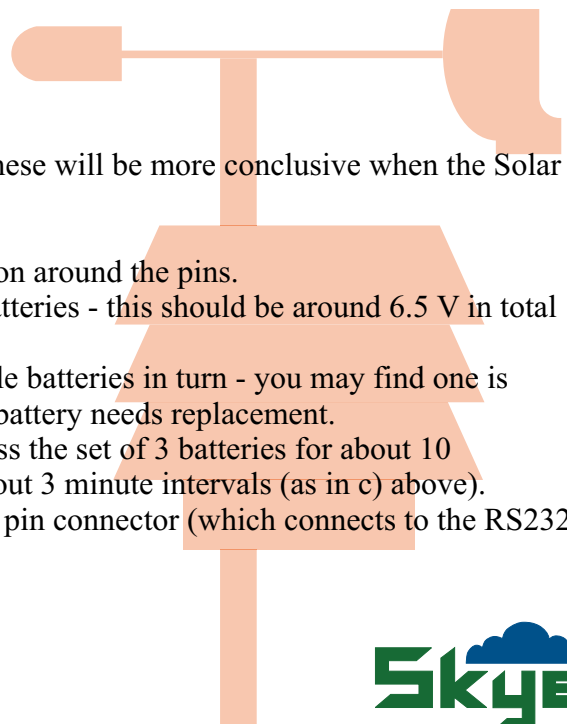 hese will be more conclusive when the Solar
on around the pins.
tteries - this should be around 6.5 V in total
le batteries in turn - you may find one is
battery needs replacement.
ss the set of 3 batteries for about 10
out 3 minute intervals (as in c) above).
pin connector (which connects to the RS232
Skye